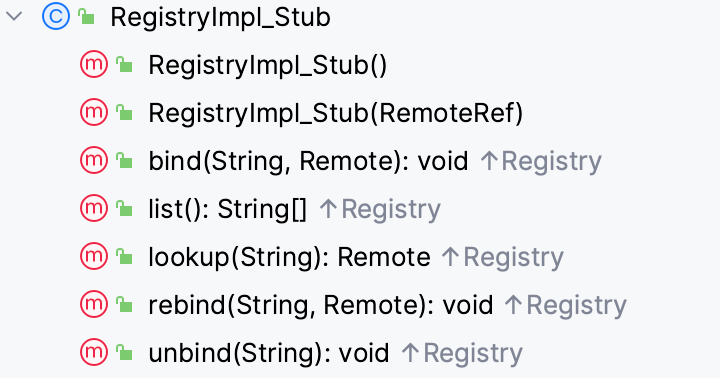 C RegistryImpl_Stub
m RegistryImpl_Stub()
m RegistryImpl_Stub(RemoteRef)
m bind(String, Remote): void ↑Registry
m list(): String[] ↑Registry
m lookup(String): Remote ↑Registry
m rebind(String, Remote): void ↑Registry
m unbind(String): void ↑Registry